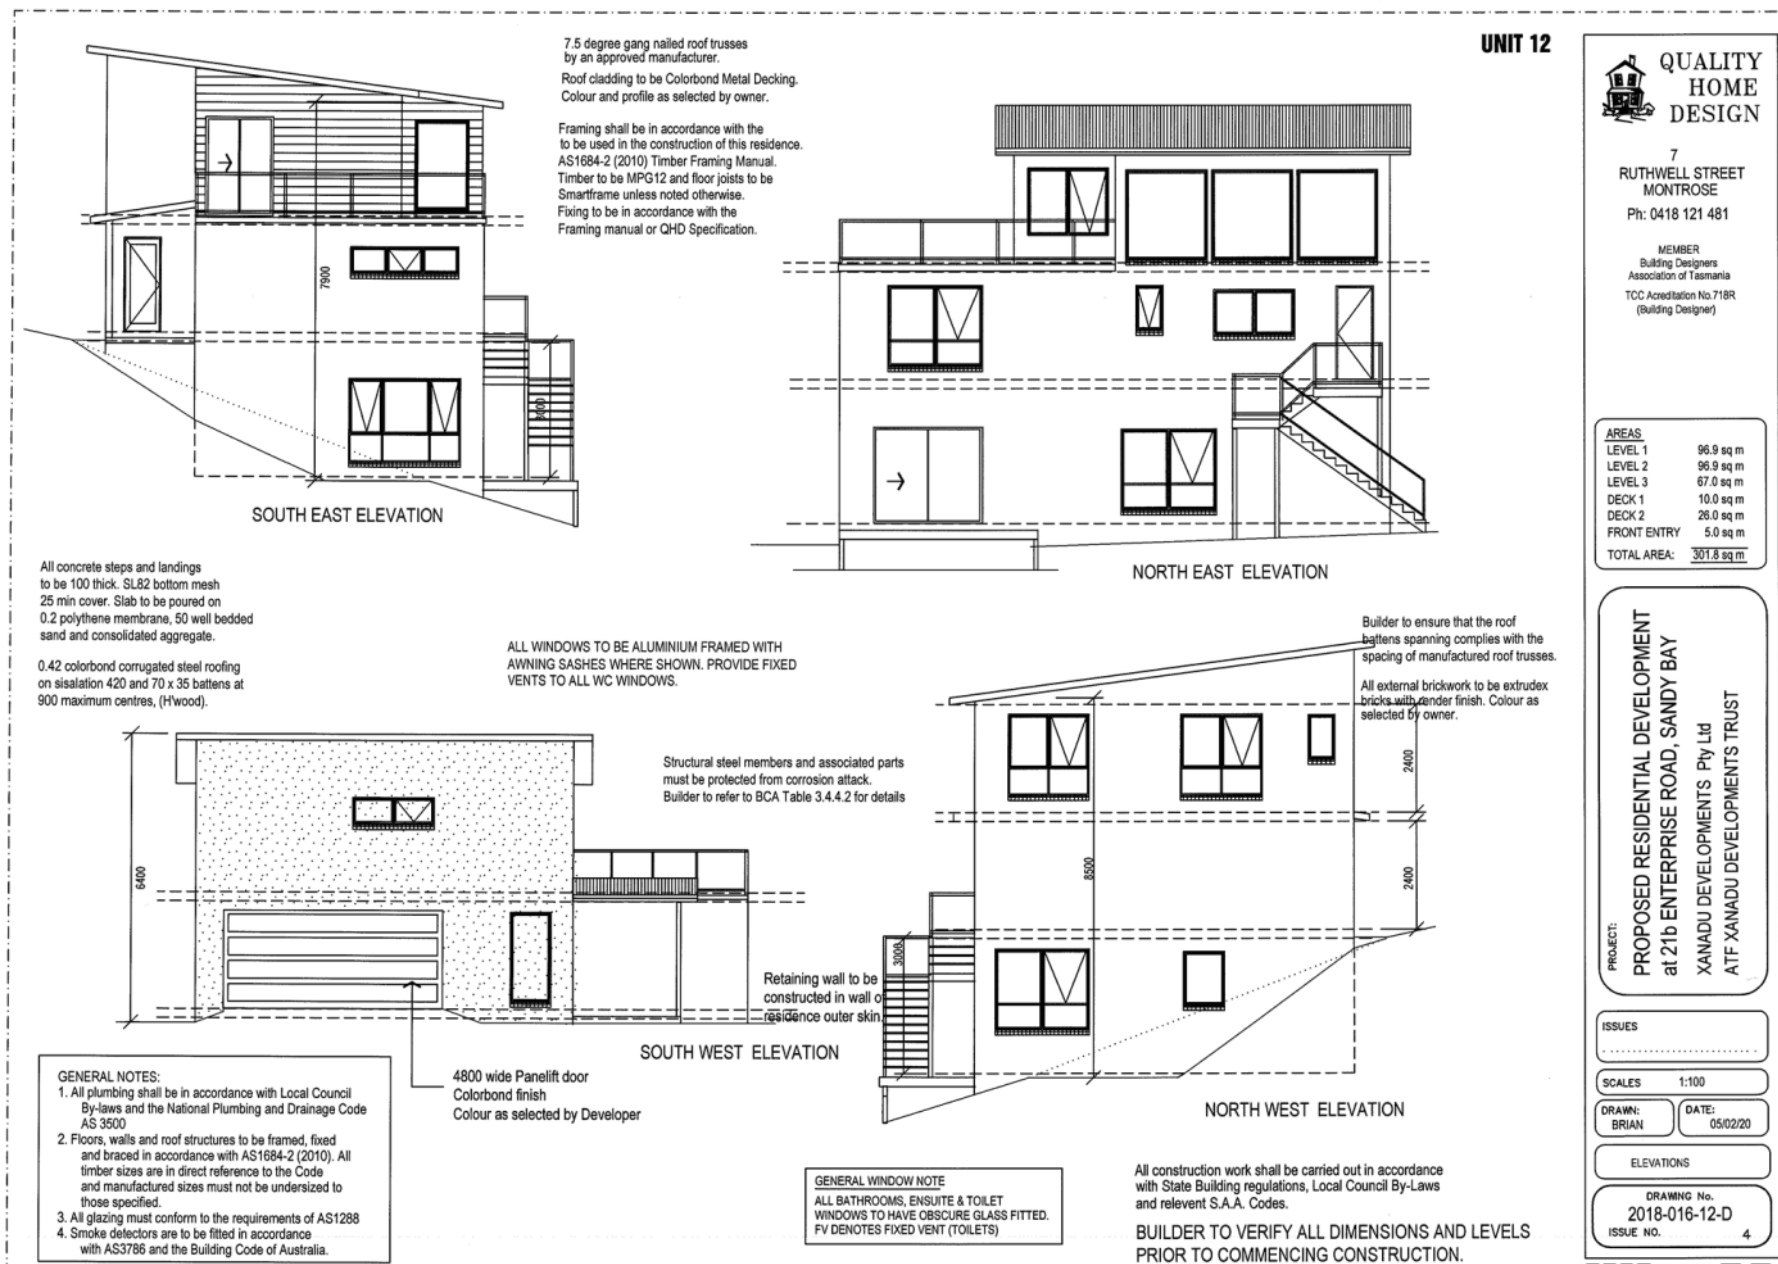 UNIT 12
7.5 degree gang nailed roof trusses
by an approved manufacturer.
Roof cladding to be Colorbond Metal Decking.
Colour and profile as selected by owner.
Framing shall be in accordance with the
to be used in the construction of this residence.
AS1684-2 (2010) Timber Framing Manual.
Timber to be MPG12 and floor joists to be
Smartframe unless noted otherwise.
Fixing to be in accordance with the
Framing manual or QHD Specification.
7900
3000
SOUTH EAST ELEVATION
NORTH EAST ELEVATION
All concrete steps and landings
to be 100 thick. SL82 bottom mesh
25 min cover. Slab to be poured on
0.2 polythene membrane, 50 well bedded
sand and consolidated aggregate.
0.42 colorbond corrugated steel roofing
on sisalation 420 and 70 x 35 battens at
900 maximum centres, (H'wood).
ALL WINDOWS TO BE ALUMINIUM FRAMED WITH
AWNING SASHES WHERE SHOWN. PROVIDE FIXED
VENTS TO ALL WC WINDOWS.
Builder to ensure that the roof
battens spanning complies with the
spacing of manufactured roof trusses.
All external brickwork to be extrudex
bricks with render finish. Colour as
selected by owner.
Structural steel members and associated parts
must be protected from corrosion attack.
Builder to refer to BCA Table 3.4.4.2 for details
6400
2400
2400
8500
3000
Retaining wall to be
constructed in wall o
residence outer skin.
SOUTH WEST ELEVATION
4800 wide Panelift door
Colorbond finish
Colour as selected by Developer
NORTH WEST ELEVATION
GENERAL NOTES:
1. All plumbing shall be in accordance with Local Council
By-laws and the National Plumbing and Drainage Code
AS 3500
2. Floors, walls and roof structures to be framed, fixed
and braced in accordance with AS1684-2 (2010). All
timber sizes are in direct reference to the Code
and manufactured sizes must not be undersized to
those specified.
3. All glazing must conform to the requirements of AS1288
4. Smoke detectors are to be fitted in accordance
with AS3786 and the Building Code of Australia.
GENERAL WINDOW NOTE
ALL BATHROOMS, ENSUITE & TOILET
WINDOWS TO HAVE OBSCURE GLASS FITTED.
FV DENOTES FIXED VENT (TOILETS)
All construction work shall be carried out in accordance
with State Building regulations, Local Council By-Laws
and relevent S.A.A. Codes.
BUILDER TO VERIFY ALL DIMENSIONS AND LEVELS
PRIOR TO COMMENCING CONSTRUCTION.
QUALITY
HOME
DESIGN
7
RUTHWELL STREET
MONTROSE
Ph: 0418 121 481
MEMBER
Building Designers
Association of Tasmania
TCC Acreditation No.718R
(Building Designer)
AREAS
LEVEL 1 96.9 sq m
LEVEL 2 96.9 sq m
LEVEL 3 67.0 sq m
DECK 1 10.0 sq m
DECK 2 26.0 sq m
FRONT ENTRY 5.0 sq m
TOTAL AREA: 301.8 sq m
PROJECT:
PROPOSED RESIDENTIAL DEVELOPMENT
at 21b ENTERPRISE ROAD, SANDY BAY
XANADU DEVELOPMENTS Pty Ltd
ATF XANADU DEVELOPMENTS TRUST
ISSUES
SCALES 1:100
DRAWN: BRIAN
DATE: 05/02/20
ELEVATIONS
DRAWING No.
2018-016-12-D
ISSUE NO. 4